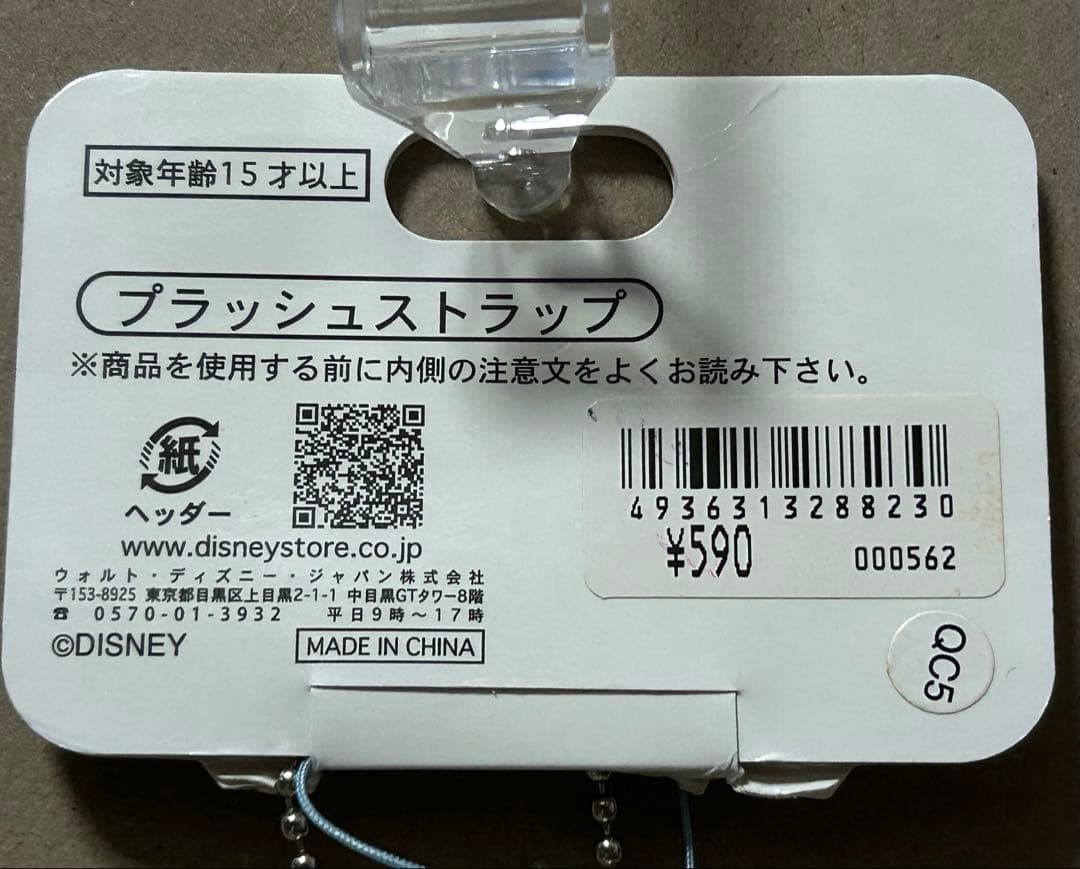 対象年齢15才以上
プラッシュストラップ
※商品を使用する前に内側の注意文をよくお読み下さい。
紙
ヘッダー
www.disneystore.co.jp
ウォルト・ディズニー・ジャパン株式会社
〒153-8925 東京都目黒区上目黒2-1-1 中目黒GTタワー8階
☎ 0570-01-3932 平日9時～17時
©DISNEY
MADE IN CHINA
4936313288230
¥590
000562
QC5